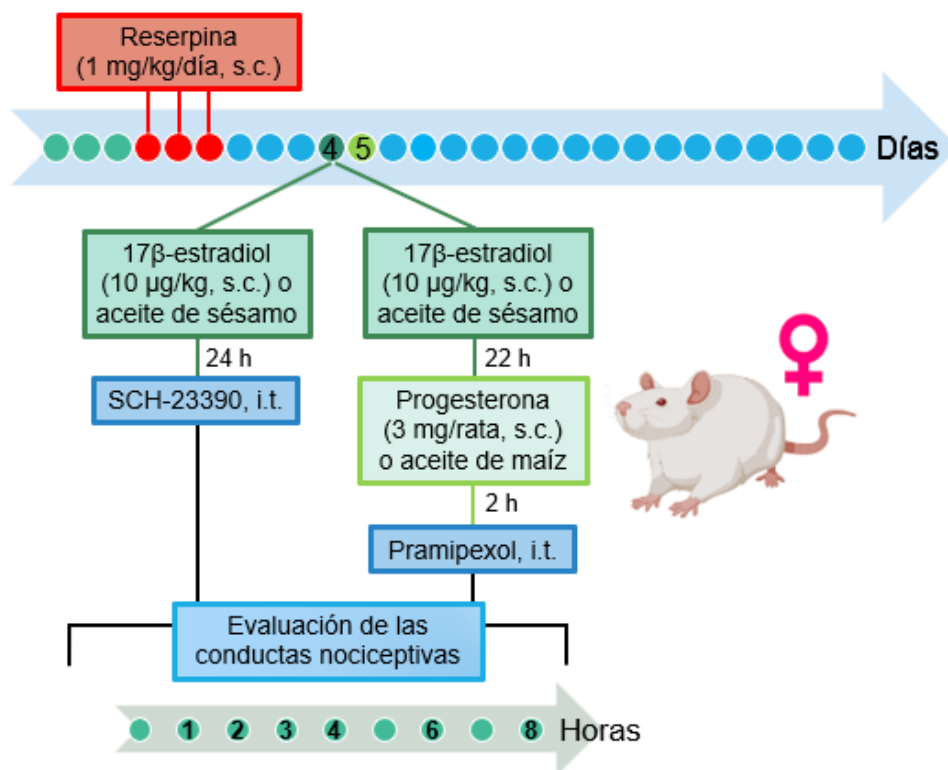 Reserpina
(1 mg/kg/día, s.c.)
4 5 Días
17β-estradiol
(10 µg/kg, s.c.) o
aceite de sésamo
17β-estradiol
(10 µg/kg, s.c.) o
aceite de sésamo
24 h
22 h
SCH-23390, i.t.
Progesterona
(3 mg/rata, s.c.)
o aceite de maíz
2 h
Pramipexol, i.t.
Evaluación de las
conductas nociceptivas
1 2 3 4 6 8 Horas